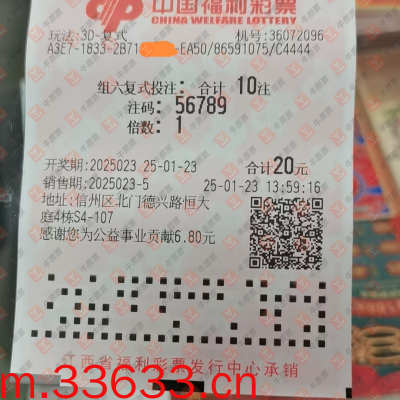 中国福利彩票
CHINA WELFARE LOTTERY
玩法:3D-复式 机号:36072096
A3E7-1833-2B71 -EA50/86591075/C4444
组六复式投注: 合计 10注
注码: 56789
倍数: 1
开奖期:2025023 25-01-23 合计20元
销售期:2025023-5 25-01-23 13:59:16
地址:信州区北门德兴路恒大
庭4栋S4-107
感谢您为公益事业贡献6.80元
江西省福利彩票发行中心承销
m.33633.cn